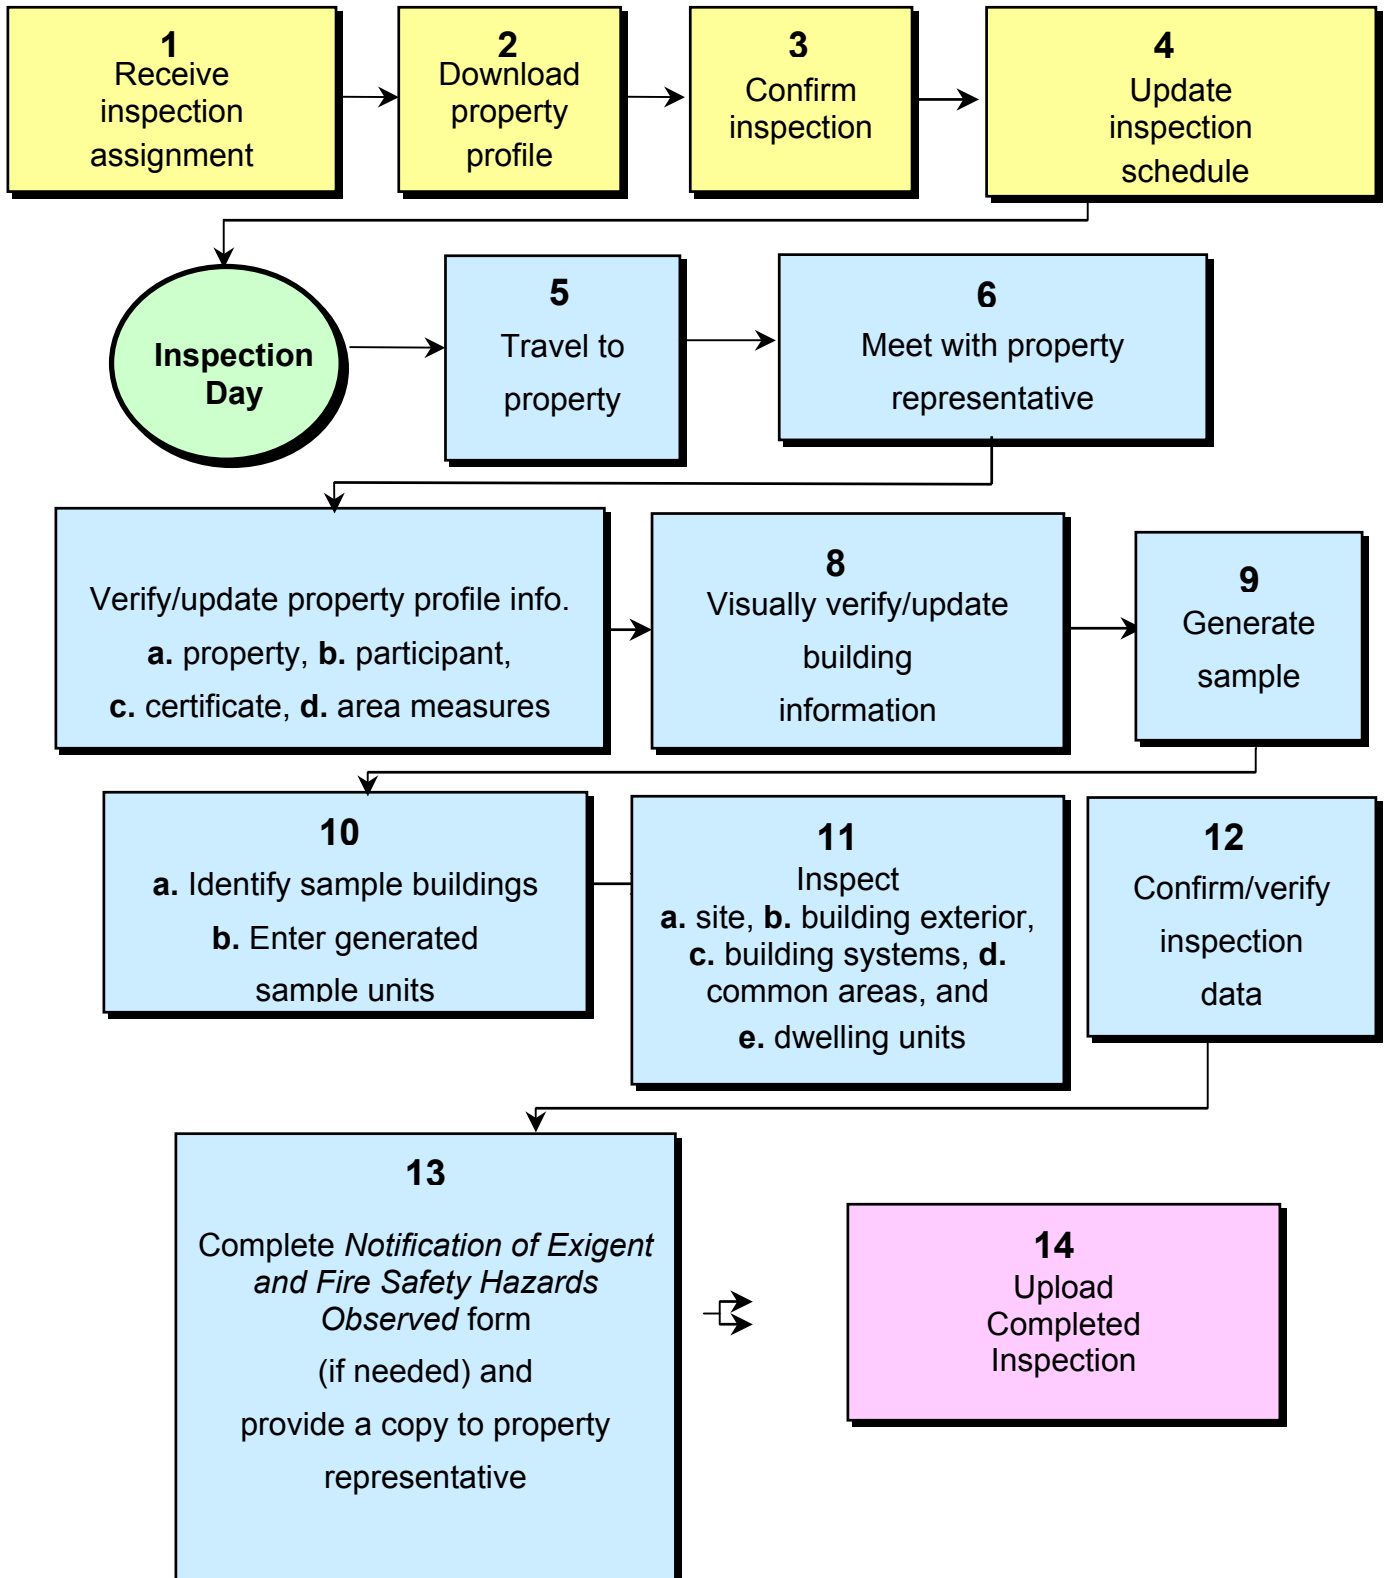 1
Receive
inspection
assignment
2
Download
property
profile
3
Confirm
inspection
4
Update
inspection
schedule
Inspection
Day
5
Travel to
property
6
Meet with property
representative
Verify/update property profile info.
a. property, b. participant,
c. certificate, d. area measures
8
Visually verify/update
building
information
9
Generate
sample
10
a. Identify sample buildings
b. Enter generated
sample units
11
Inspect
a. site, b. building exterior,
c. building systems, d.
common areas, and
e. dwelling units
12
Confirm/verify
inspection
data
13
Complete Notification of Exigent
and Fire Safety Hazards
Observed form
(if needed) and
provide a copy to property
representative
14
Upload
Completed
Inspection